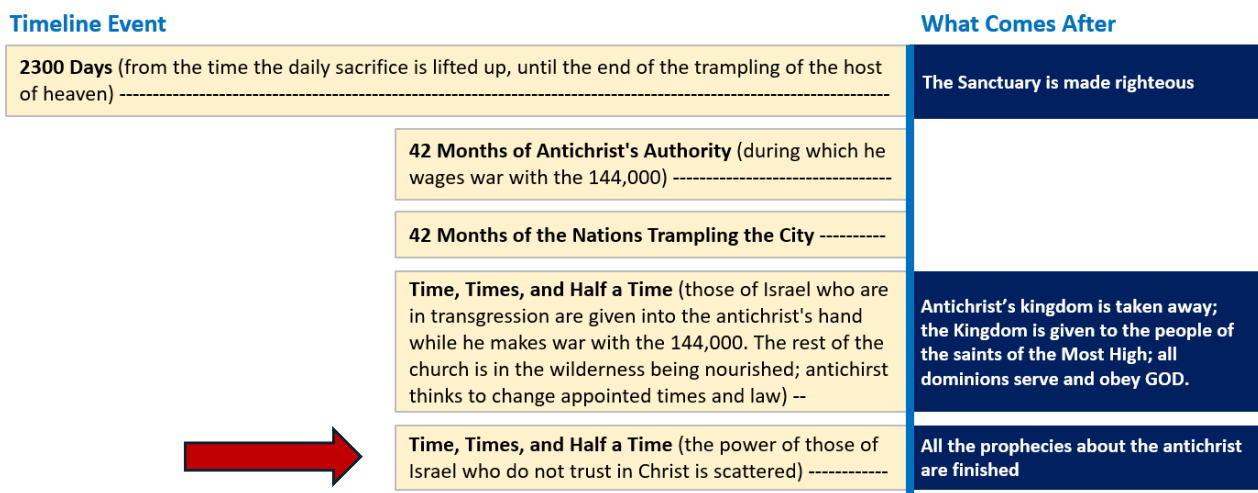 Timeline Event
What Comes After
2300 Days (from the time the daily sacrifice is lifted up, until the end of the trampling of the host
of heaven) --------------------------------------------------------------------------------------------------------------------
The Sanctuary is made righteous
42 Months of Antichrist's Authority (during which he
wages war with the 144,000) ---------------------------------
42 Months of the Nations Trampling the City ----------
Time, Times, and Half a Time (those of Israel who are
in transgression are given into the antichrist's hand
while he makes war with the 144,000. The rest of the
church is in the wilderness being nourished; antichirst
thinks to change appointed times and law) --
Antichrist’s kingdom is taken away;
the Kingdom is given to the people of
the saints of the Most High; all
dominions serve and obey GOD.
Time, Times, and Half a Time (the power of those of
Israel who do not trust in Christ is scattered) ------------
All the prophecies about the antichrist
are finished